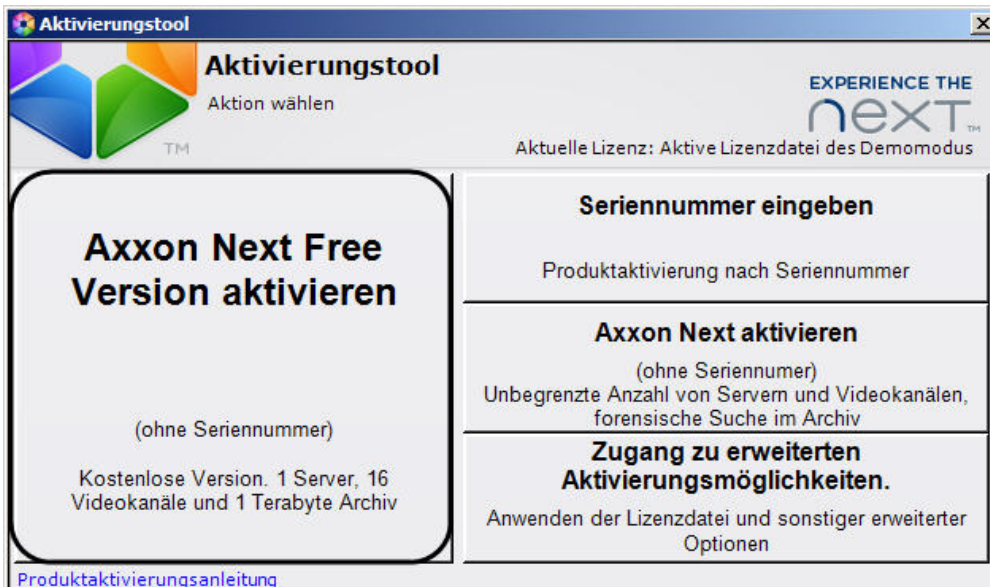 Aktivierungstool
Aktivierungstool
Aktion wählen
EXPERIENCE THE
next™
TM
Aktuelle Lizenz: Aktive Lizenzdatei des Demomodus
Axxon Next Free
Version aktivieren
(ohne Seriennummer)
Kostenlose Version. 1 Server, 16
Videokanäle und 1 Terabyte Archiv
Seriennummer eingeben
Produktaktivierung nach Seriennummer
Axxon Next aktivieren
(ohne Seriennumer)
Unbegrenzte Anzahl von Servern und Videokanälen,
forensische Suche im Archiv
Zugang zu erweiterten
Aktivierungsmöglichkeiten.
Anwenden der Lizenzdatei und sonstiger erweiterter
Optionen
Produktaktivierungsanleitung